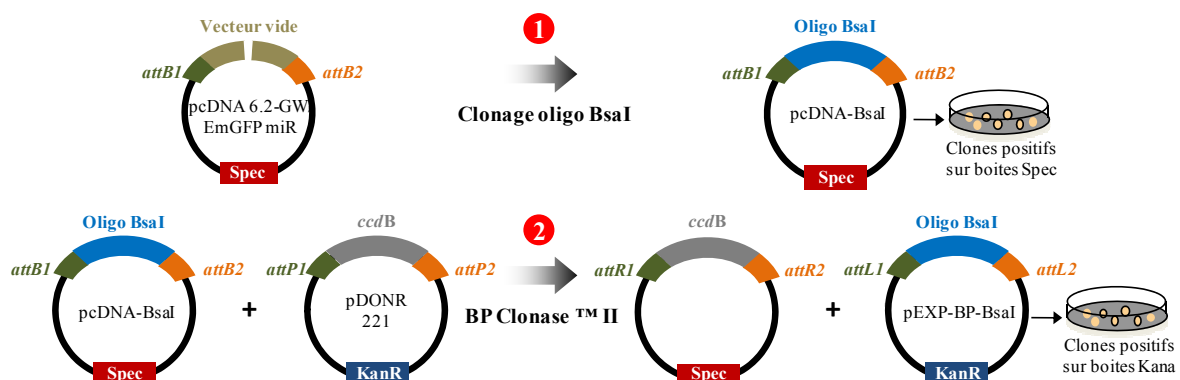 Vecteur vide
attB1
attB2
pcDNA 6.2-GW/
EmGFP miR
Spec
1
Clonage oligo BsaI
Oligo BsaI
attB1
attB2
pcDNA-BsaI
Spec
Clones positifs
sur boites Spec
Oligo BsaI
attB1
attB2
pcDNA-BsaI
Spec
+
ccdB
attP1
attP2
pDONR
221
KanR
2
BP Clonase ™ II
ccdB
attR1
attR2
Spec
+
Oligo BsaI
attL1
attL2
pEXP-BP-BsaI
KanR
Clones positifs
sur boites Kana